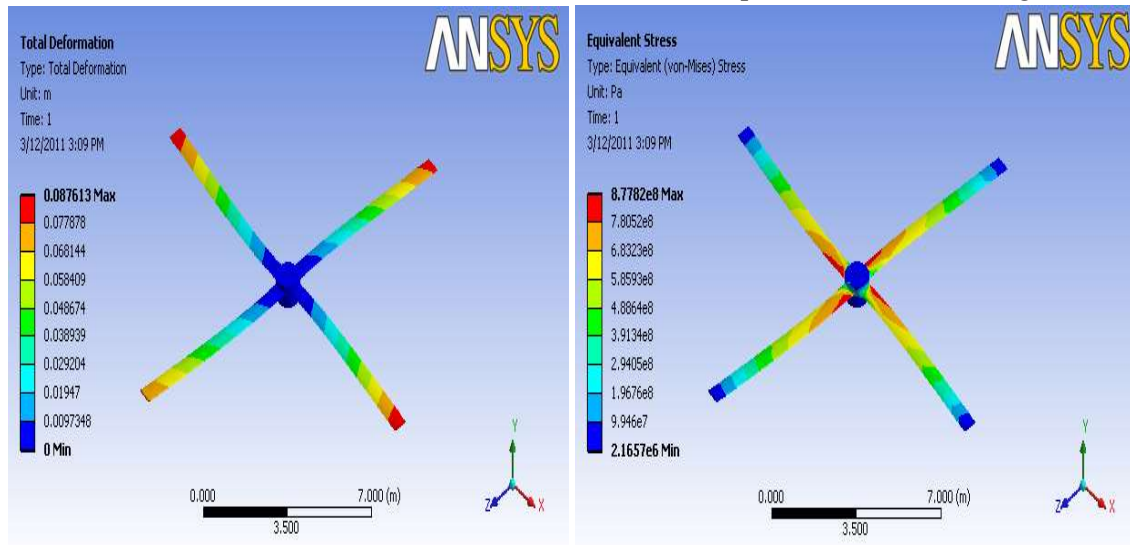 ANSYS
Total Deformation
Type: Total Deformation
Unit: m
Time: 1
3/12/2011 3:09 PM
0.087613 Max
0.077878
0.068144
0.058409
0.048674
0.038939
0.029204
0.01947
0.0097348
0 Min
Y
Z
X
0.000
7.000 (m)
3.500
ANSYS
Equivalent Stress
Type: Equivalent (von-Mises) Stress
Unit: Pa
Time: 1
3/12/2011 3:09 PM
8.7782e8 Max
7.8052e8
6.8323e8
5.8593e8
4.8864e8
3.9134e8
2.9405e8
1.9676e8
9.946e7
2.1657e6 Min
Y
Z
X
0.000
7.000 (m)
3.500